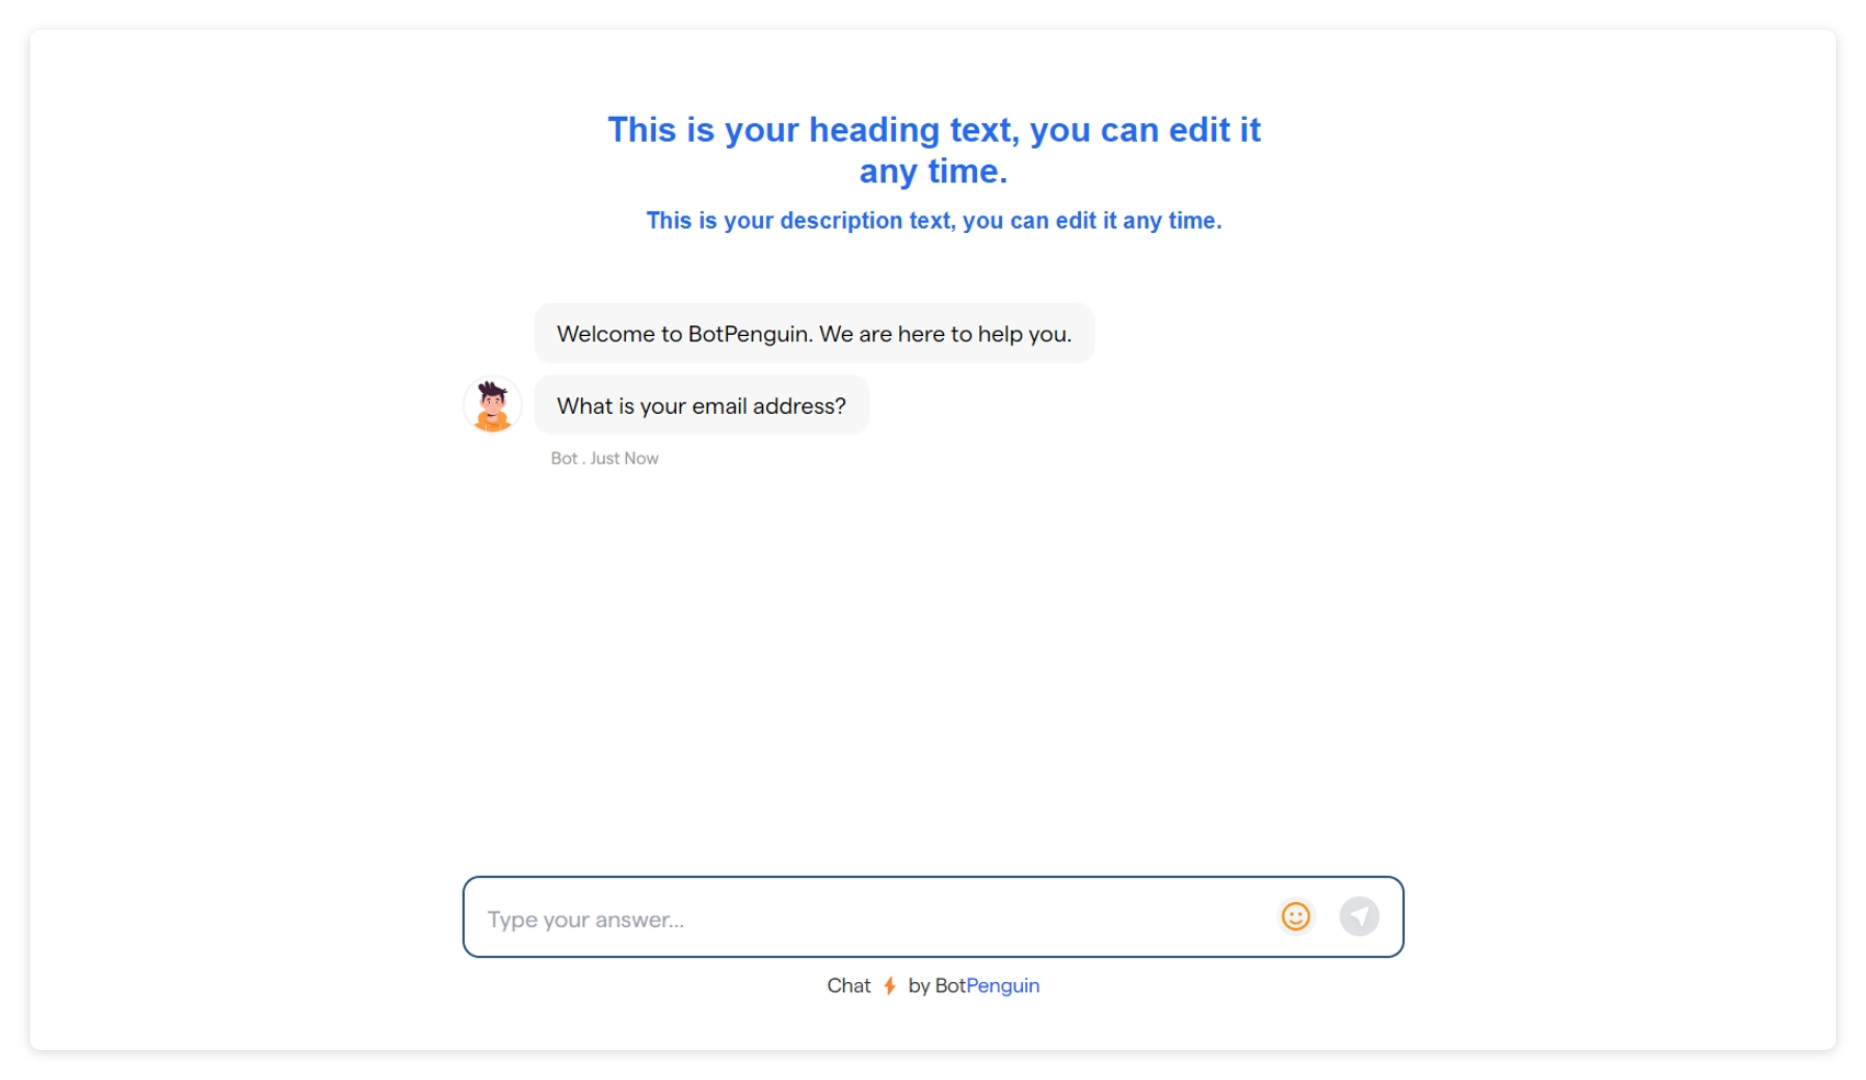 This is your heading text, you can edit it
any time.
This is your description text, you can edit it any time.
Welcome to BotPenguin. We are here to help you.
What is your email address?
Bot . Just Now
Type your answer...
Chat by BotPenguin